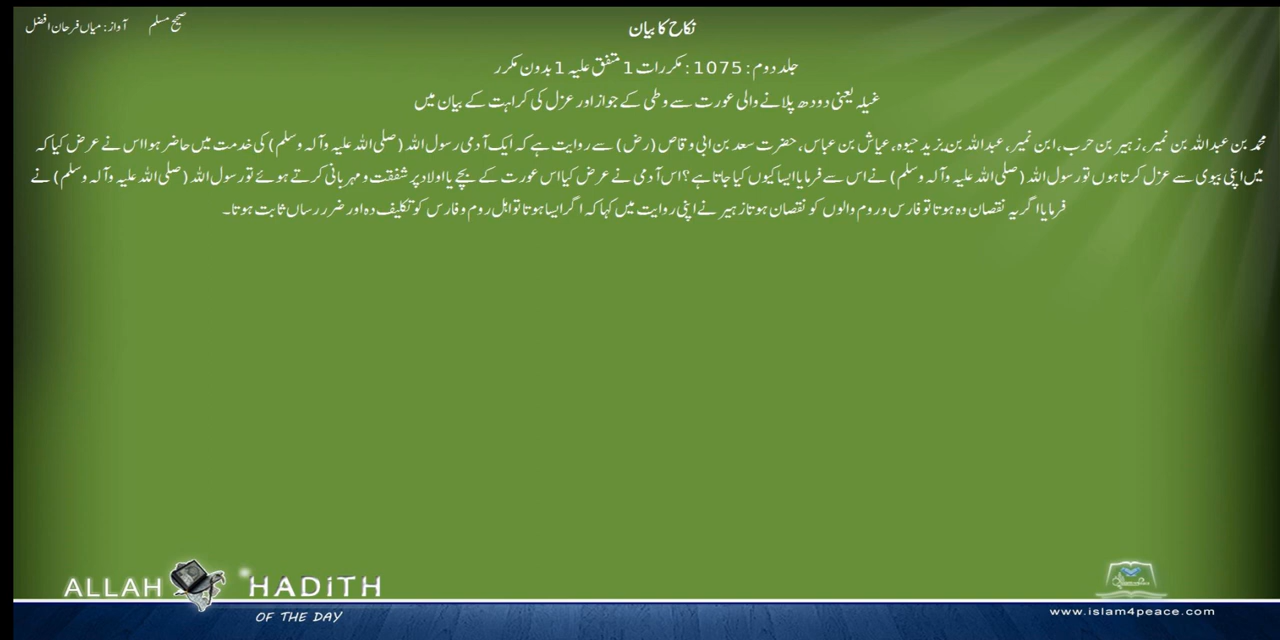 صحیح مسلم آواز: میاں فرحان افضل
نکاح کا بیان
جلد دوم : 1075 : مکررات 1 متفق علیہ 1 بدون مکرر
غیلہ یعنی دودھ پلانے والی عورت سے وطی کے جواز اور عزل کی کراہت کے بیان میں
محمد بن عبداللہ بن نمیر، زہیر بن حرب، ابن نمیر، عبداللہ بن یزید حیوہ، عیاش بن عباس، حضرت سعد بن ابی وقاص (رض) سے روایت ہے کہ ایک آدمی رسول اللہ (صلی اللہ علیہ وآلہ وسلم) کی خدمت میں حاضر ہوا اس نے عرض کیا کہ
میں اپنی بیوی سے عزل کرتا ہوں تو رسول اللہ (صلی اللہ علیہ وآلہ وسلم) نے اس سے فرمایا ایسا کیوں کیا جاتا ہے؟ اس آدمی نے عرض کیا اس عورت کے بچے یا اولاد پر شفقت و مہربانی کرتے ہوئے تو رسول اللہ (صلی اللہ علیہ وآلہ وسلم) نے
فرمایا اگر یہ نقصان وہ ہوتا تو فارس و روم والوں کو نقصان ہوتا زہیر نے اپنی روایت میں کہا کہ اگر ایسا ہوتا تو اہل روم و فارس کو تکلیف دہ اور ضرر رساں ثابت ہوتا۔
ALLAH HADITH
OF THE DAY
www.islam4peace.com